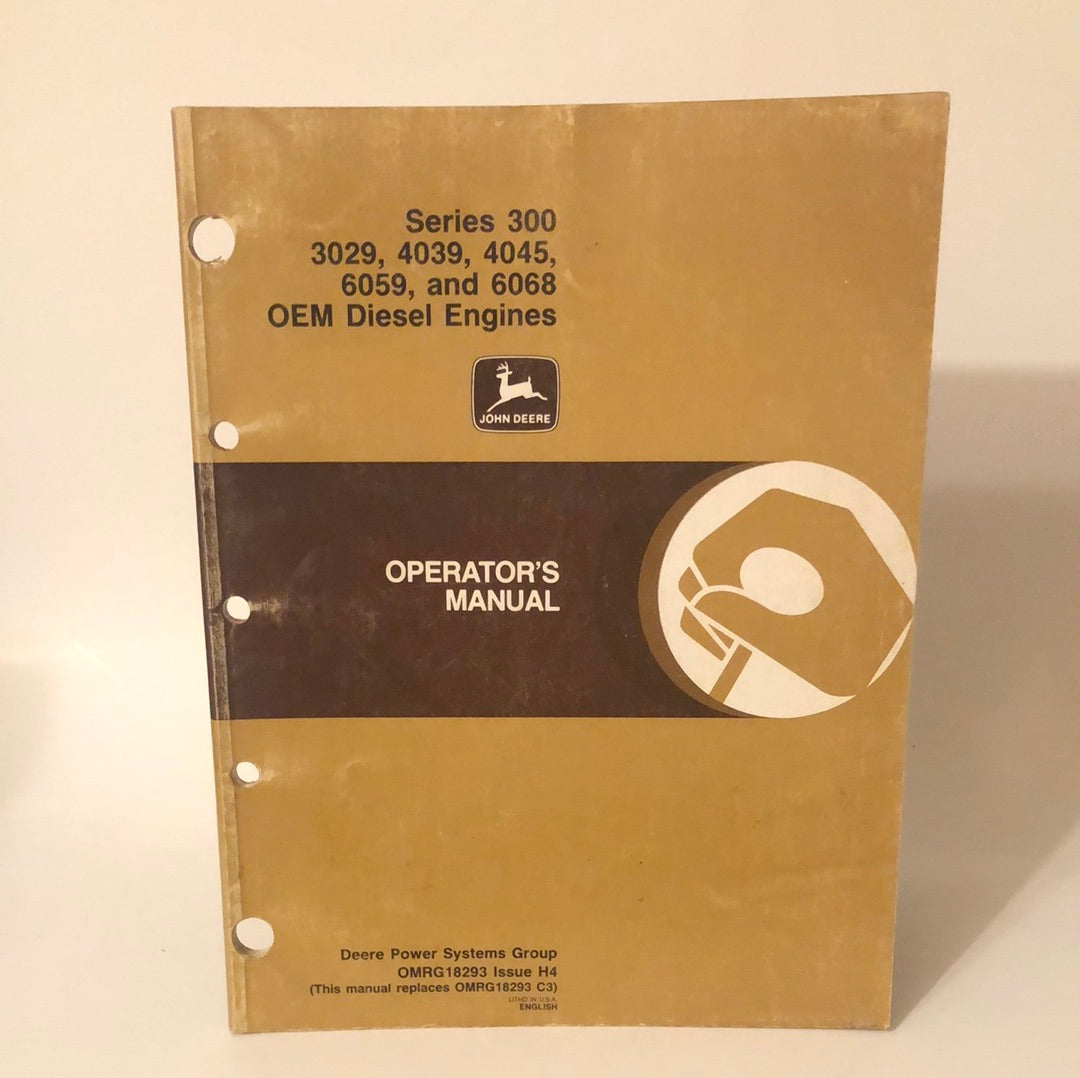 Series 300
3029, 4039, 4045,
6059, and 6068
OEM Diesel Engines
JOHN DEERE
OPERATOR'S
MANUAL
Deere Power Systems Group
OMRG18293 Issue H4
(This manual replaces OMRG18293 C3)
LITHO IN U.S.A.
ENGLISH